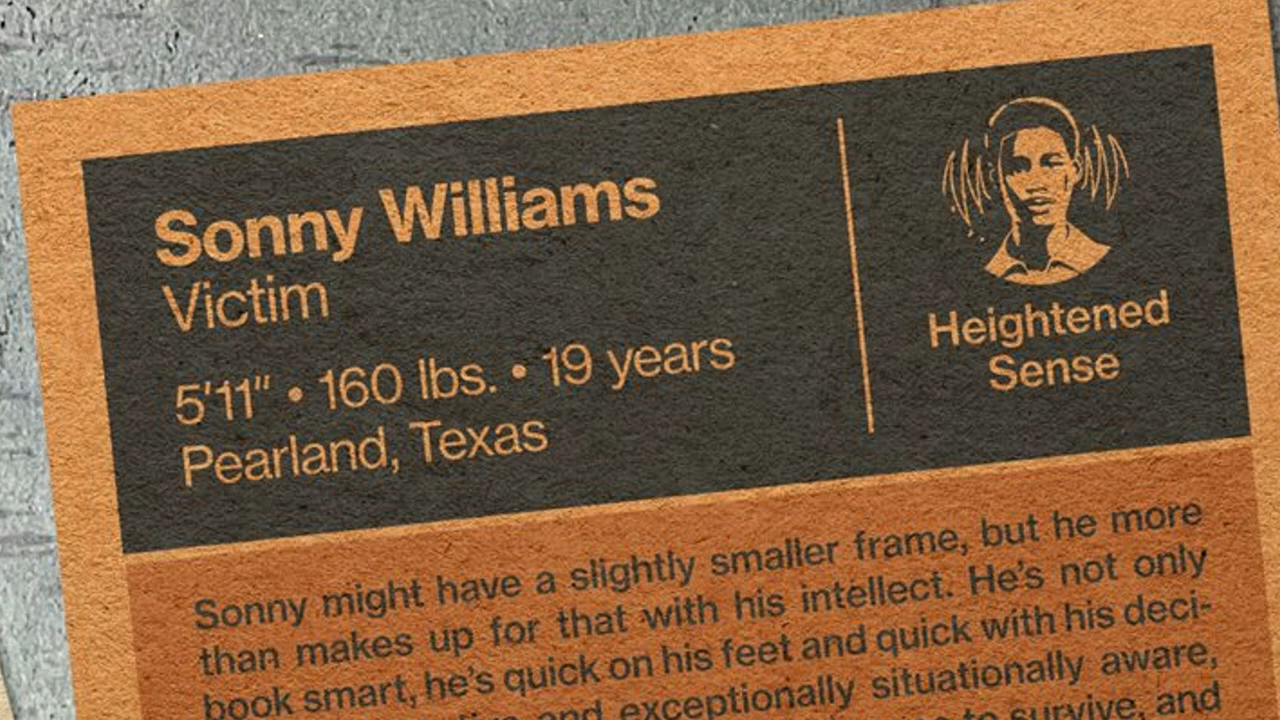 Sonny Williams
Victim
5'11" • 160 lbs. • 19 years
Pearland, Texas
Heightened
Sense
Sonny might have a slightly smaller frame, but he more
than makes up for that with his intellect. He's not only
book smart, he's quick on his feet and quick with his deci-
and exceptionally situationally aware,
to survive, and